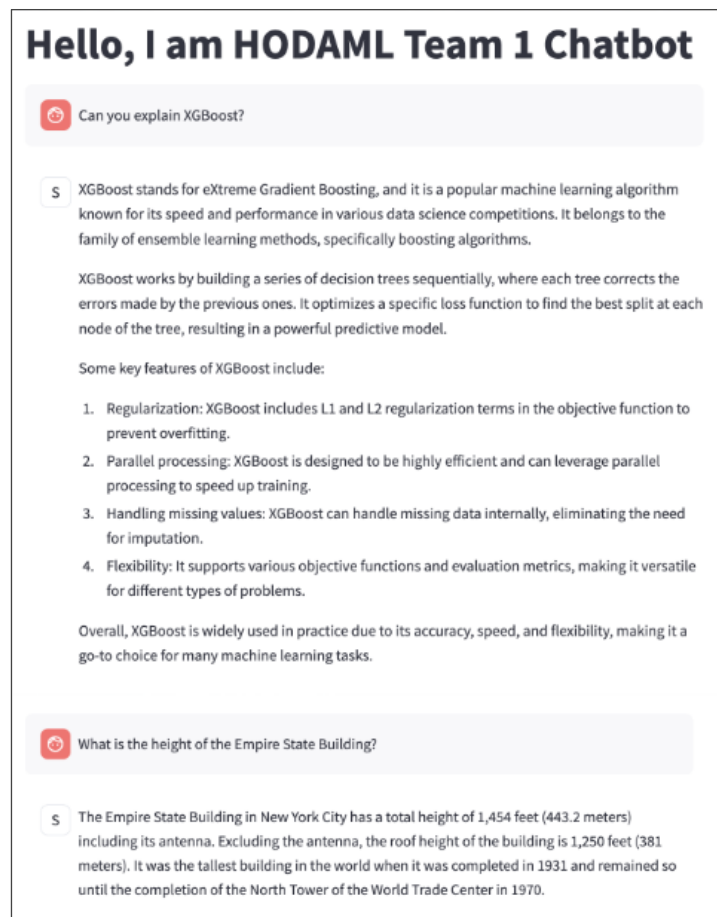 Hello, I am HODAML Team 1 Chatbot
Can you explain XGBoost?
S
XGBoost stands for eXtreme Gradient Boosting, and it is a popular machine learning algorithm
known for its speed and performance in various data science competitions. It belongs to the
family of ensemble learning methods, specifically boosting algorithms.
XGBoost works by building a series of decision trees sequentially, where each tree corrects the
errors made by the previous ones. It optimizes a specific loss function to find the best split at each
node of the tree, resulting in a powerful predictive model.
Some key features of XGBoost include:
1. Regularization: XGBoost includes L1 and L2 regularization terms in the objective function to
prevent overfitting.
2. Parallel processing: XGBoost is designed to be highly efficient and can leverage parallel
processing to speed up training.
3. Handling missing values: XGBoost can handle missing data internally, eliminating the need
for imputation.
4. Flexibility: It supports various objective functions and evaluation metrics, making it versatile
for different types of problems.
Overall, XGBoost is widely used in practice due to its accuracy, speed, and flexibility, making it a
go-to choice for many machine learning tasks.
What is the height of the Empire State Building?
S
The Empire State Building in New York City has a total height of 1,454 feet (443.2 meters)
including its antenna. Excluding the antenna, the roof height of the building is 1,250 feet (381
meters). It was the tallest building in the world when it was completed in 1931 and remained so
until the completion of the North Tower of the World Trade Center in 1970.